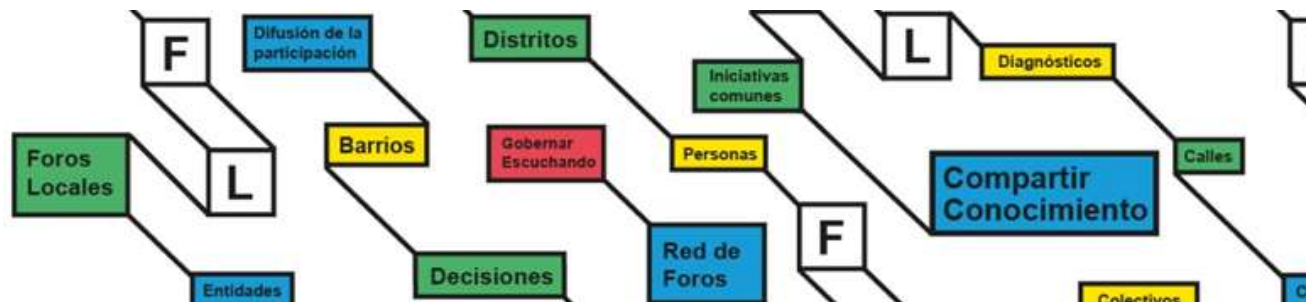 F
Difusión de la
participación
Distritos
L
Diagnósticos
Iniciativas
comunes
Foros
Locales
L
Barrios
Gobernar
Escuchando
Personas
Calles
Compartir
Conocimiento
F
Red de
Foros
Decisiones
Entidades
Colectivos